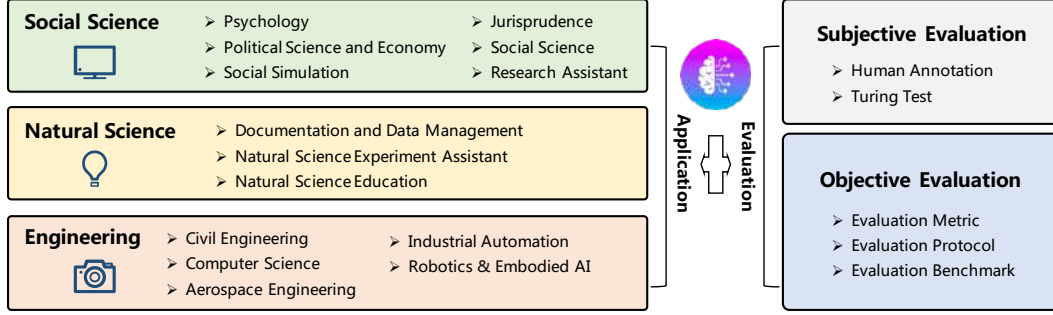 Social Science
➢ Psychology
➢ Political Science and Economy
➢ Social Simulation
➢ Jurisprudence
➢ Social Science
➢ Research Assistant
Natural Science
➢ Documentation and Data Management
➢ Natural Science Experiment Assistant
➢ Natural Science Education
Engineering
➢ Civil Engineering
➢ Computer Science
➢ Aerospace Engineering
➢ Industrial Automation
➢ Robotics & Embodied AI
Application
Evaluation
Subjective Evaluation
➢ Human Annotation
➢ Turing Test
Objective Evaluation
➢ Evaluation Metric
➢ Evaluation Protocol
➢ Evaluation Benchmark